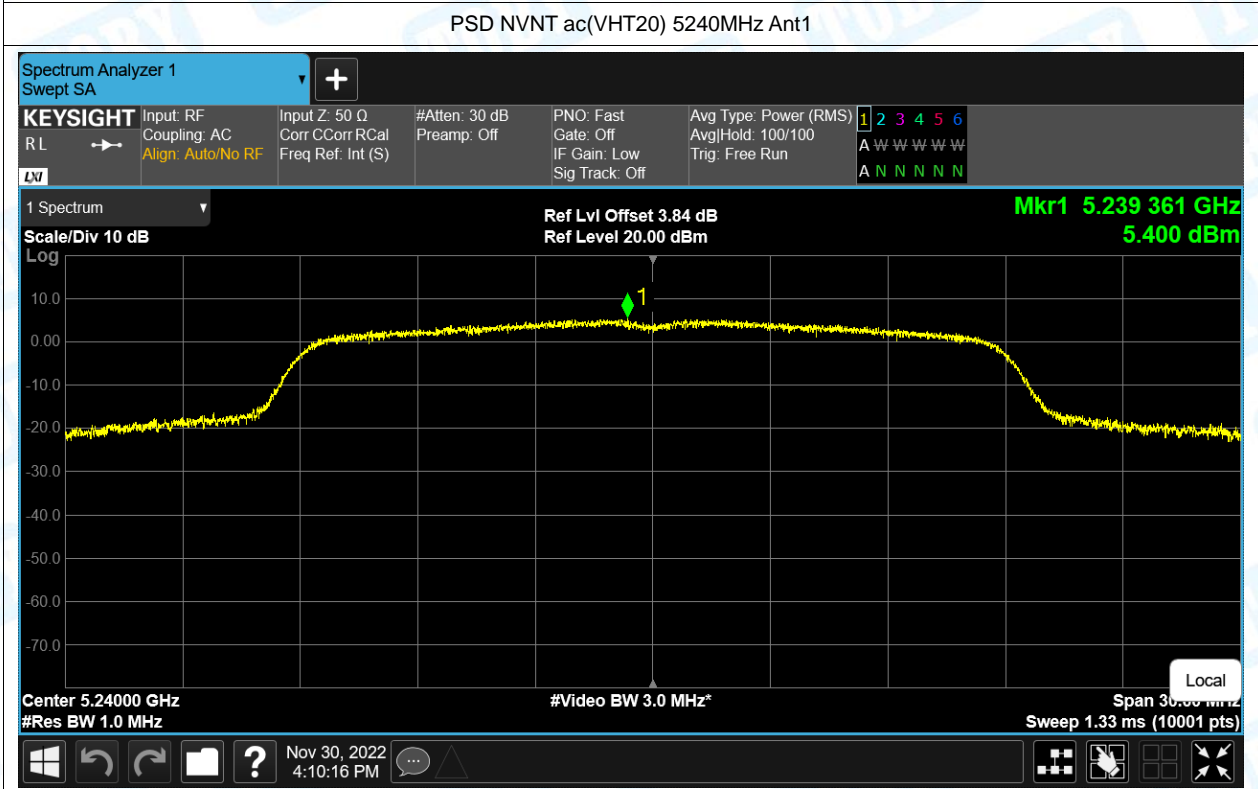 PSD NVNT ac(VHT20) 5240MHz Ant1
Spectrum Analyzer 1
Swept SA
KEYSIGHT
RL
LXI
Input: RF
Coupling: AC
Align: Auto/No RF
Input Z: 50 Ω
Corr CCorr RCal
Freq Ref: Int (S)
#Atten: 30 dB
Preamp: Off
PNO: Fast
Gate: Off
IF Gain: Low
Sig Track: Off
Avg Type: Power (RMS)
Avg|Hold: 100/100
Trig: Free Run
1 2 3 4 5 6
A W W W W W
A N N N N N
1 Spectrum
Scale/Div 10 dB
Ref Lvl Offset 3.84 dB
Ref Level 20.00 dBm
Mkr1 5.239 361 GHz
5.400 dBm
Log
10.0
0.00
-10.0
-20.0
-30.0
-40.0
-50.0
-60.0
-70.0
1
Center 5.24000 GHz
#Res BW 1.0 MHz
#Video BW 3.0 MHz*
Local
Span 30.00 MHz
Sweep 1.33 ms (10001 pts)
?
Nov 30, 2022
4:10:16 PM